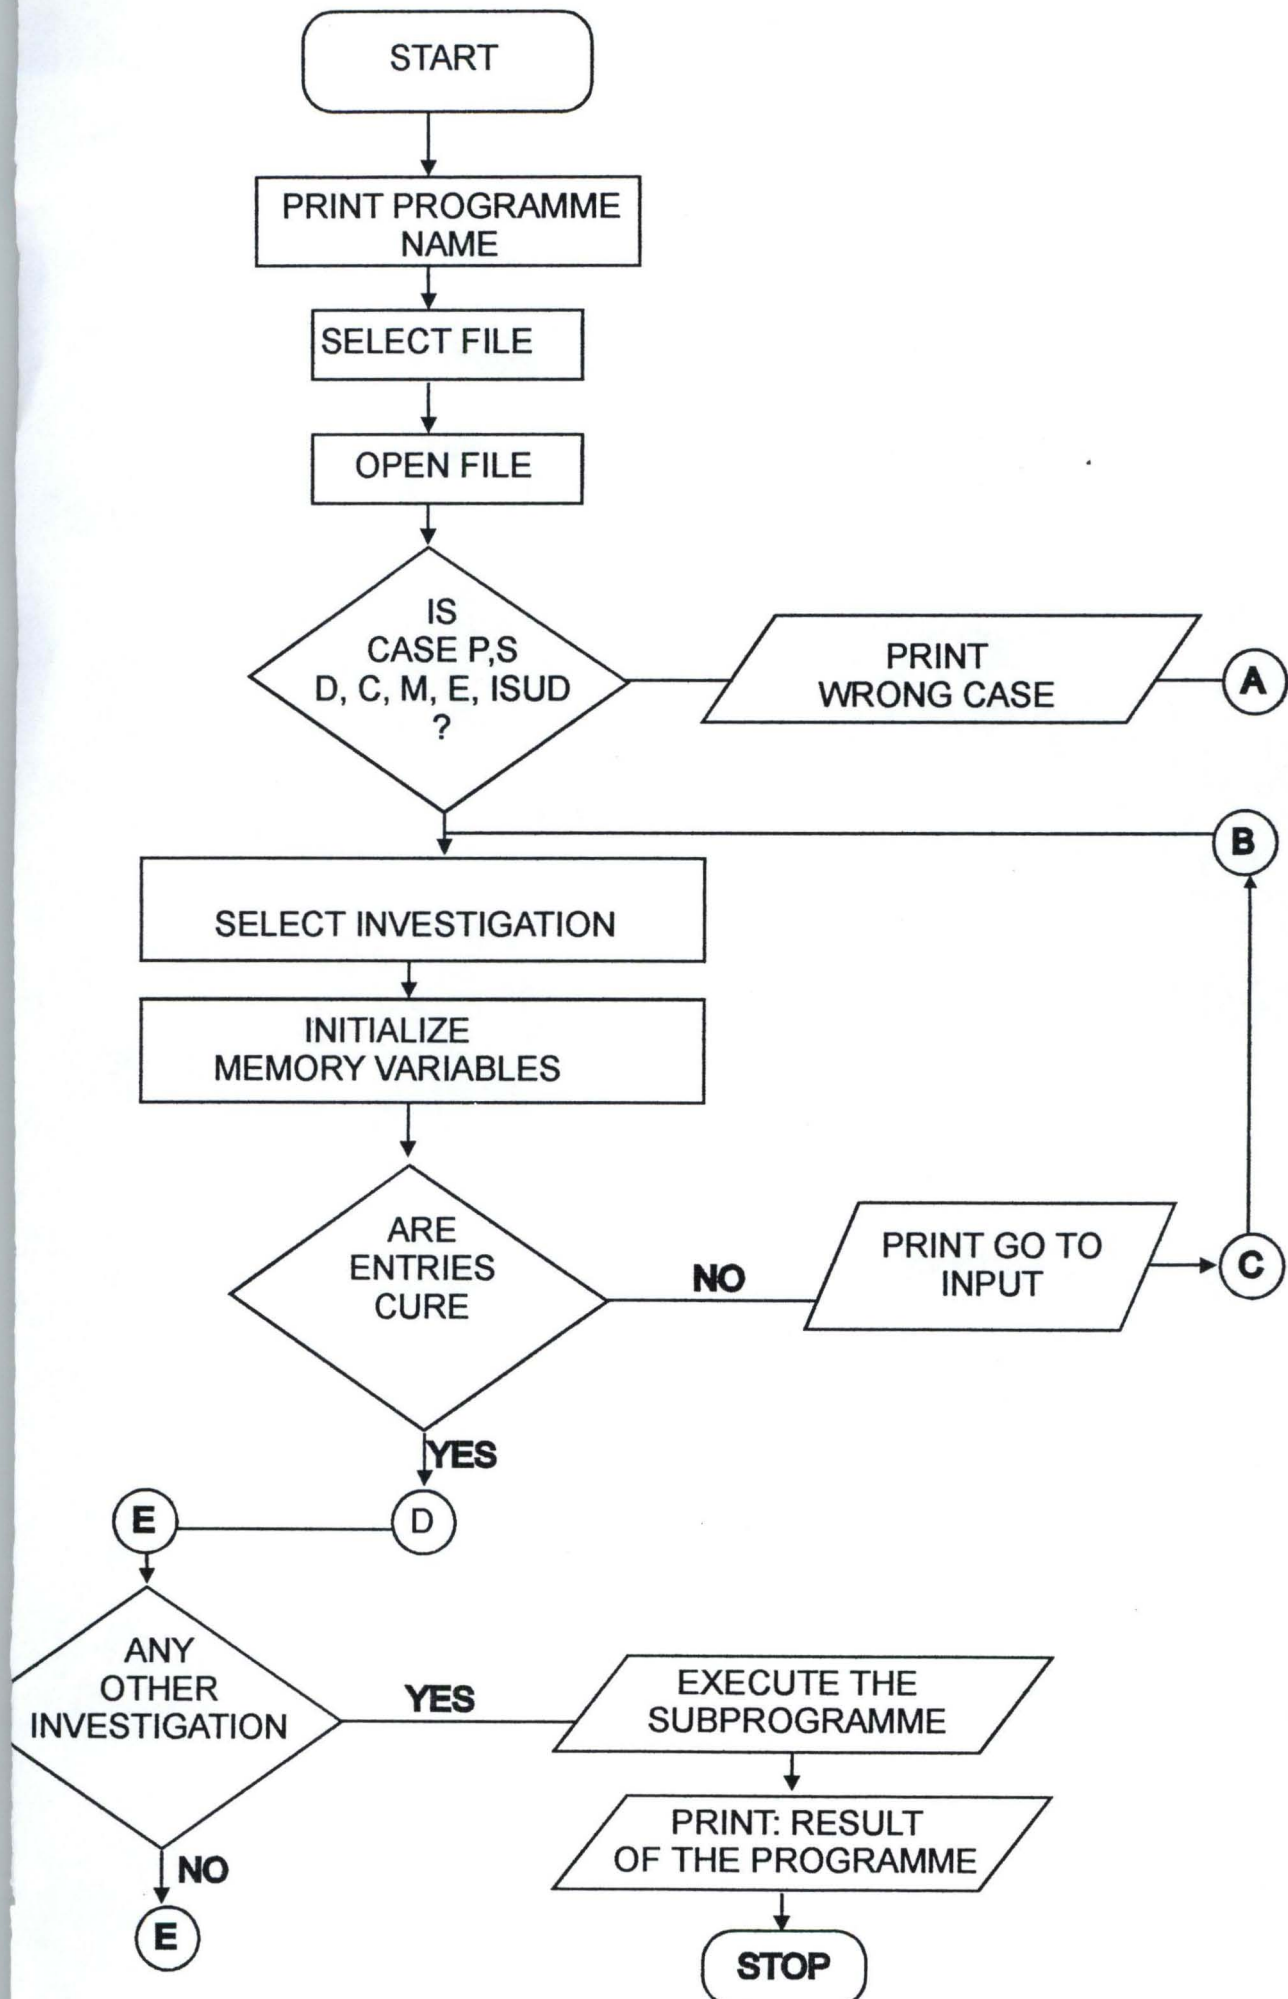 START
PRINT PROGRAMME
NAME
SELECT FILE
OPEN FILE
IS
CASE P,S
D, C, M, E, ISUD
?
PRINT
WRONG CASE
A
B
SELECT INVESTIGATION
INITIALIZE
MEMORY VARIABLES
ARE
ENTRIES
CURE
NO
PRINT GO TO
INPUT
C
YES
E
D
ANY
OTHER
INVESTIGATION
YES
EXECUTE THE
SUBPROGRAMME
PRINT: RESULT
OF THE PROGRAMME
NO
E
STOP